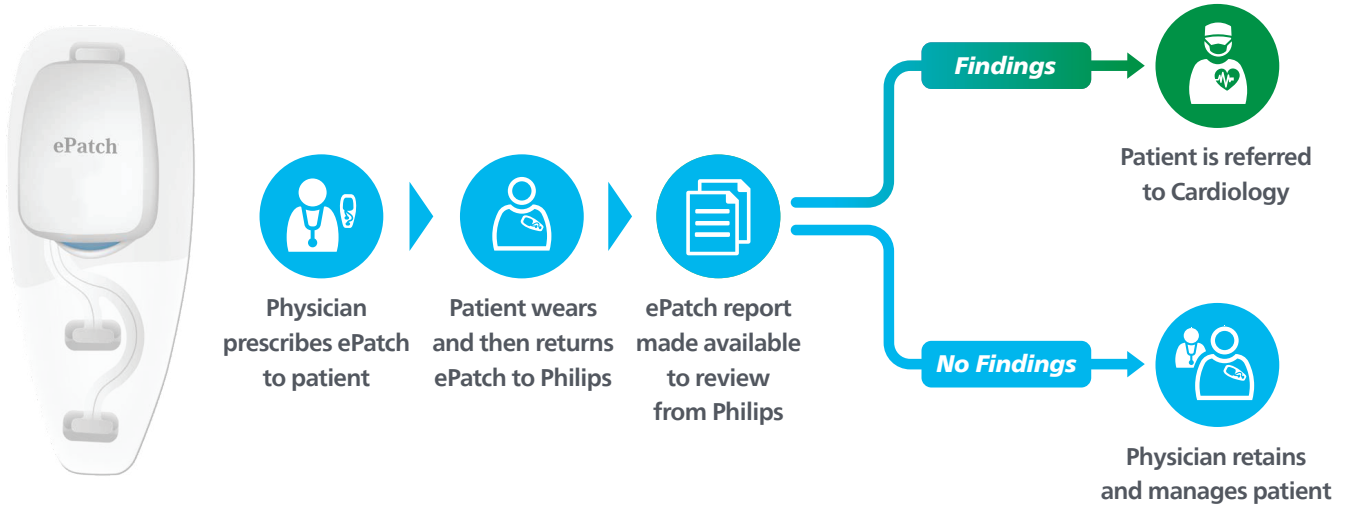 ePatch
Physician
prescribes ePatch
to patient
Patient wears
and then returns
ePatch to Philips
ePatch report
made available
to review
from Philips
Findings
Patient is referred
to Cardiology
No Findings
Physician retains
and manages patient